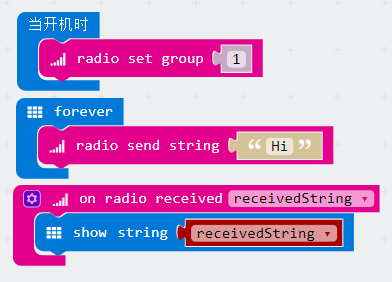 当开机时
radio set group 1
forever
radio send string “ Hi ”
on radio received receivedString ▾
show string receivedString ▾